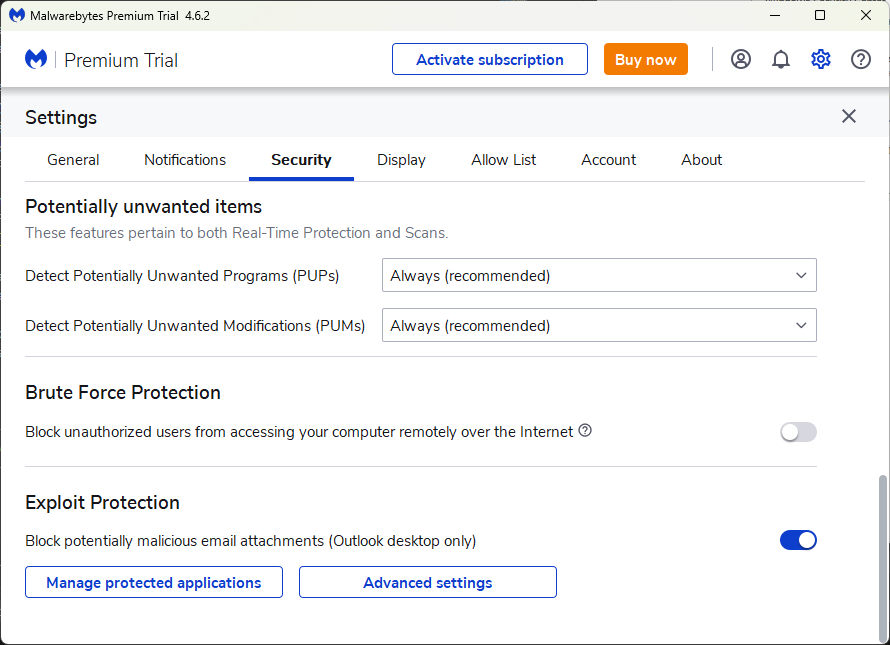 Malwarebytes Premium Trial 4.6.2
Premium Trial
Activate subscription
Buy now
Settings
General Notifications Security Display Allow List Account About
Potentially unwanted items
These features pertain to both Real-Time Protection and Scans.
Detect Potentially Unwanted Programs (PUPs) Always (recommended)
Detect Potentially Unwanted Modifications (PUMs) Always (recommended)
Brute Force Protection
Block unauthorized users from accessing your computer remotely over the Internet
Exploit Protection
Block potentially malicious email attachments (Outlook desktop only)
Manage protected applications Advanced settings